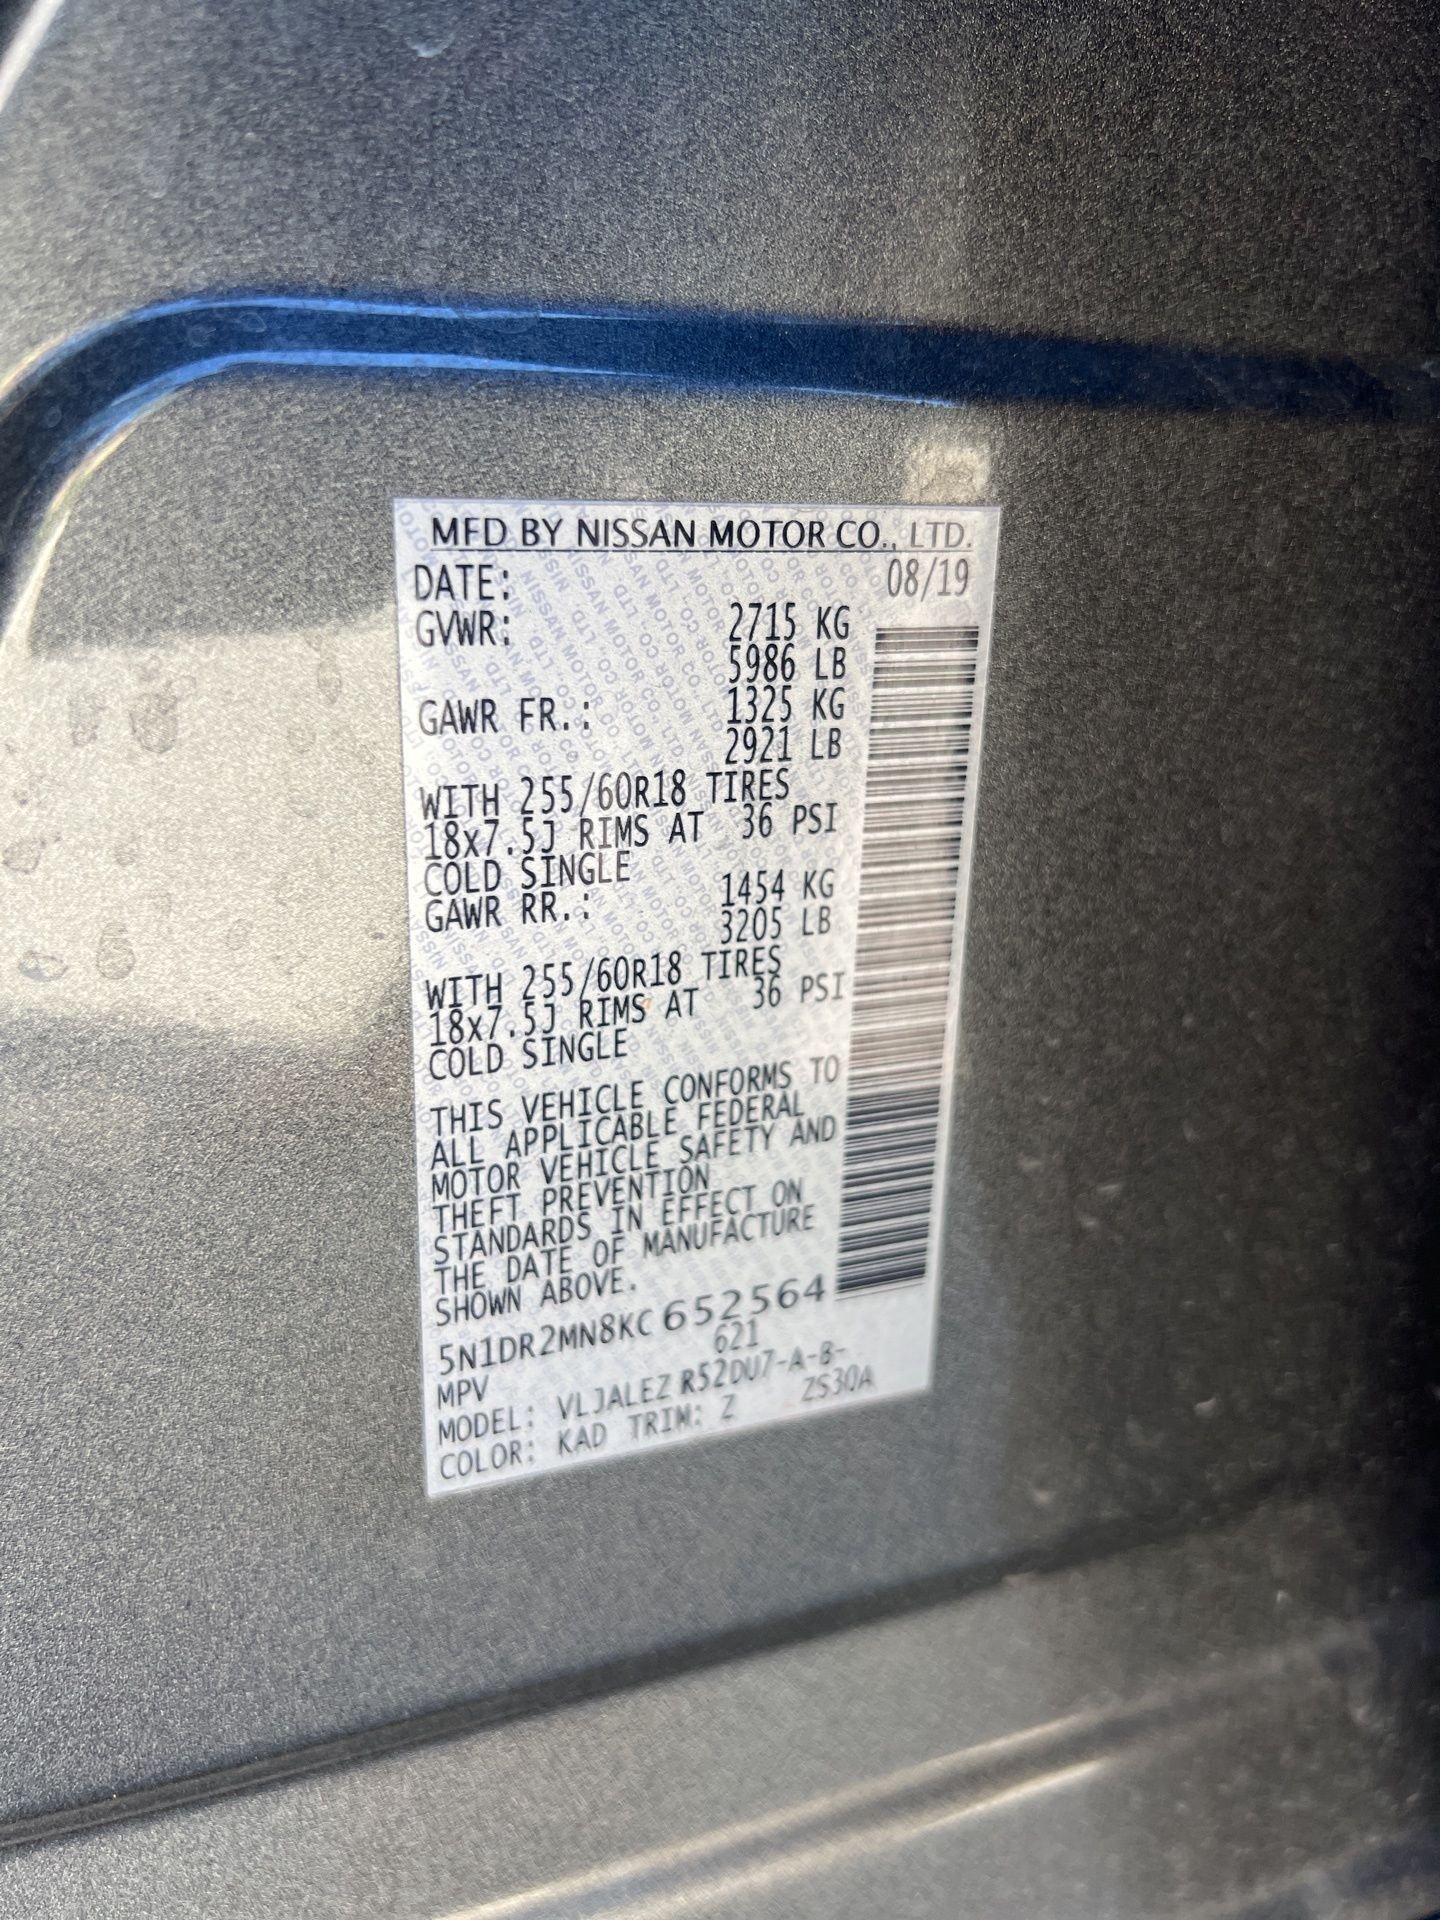 MFD BY NISSAN MOTOR CO., LTD.
DATE: 08/19
GVWR: 2715 KG
5986 LB
GAWR FR.: 1325 KG
2921 LB
WITH 255/60R18 TIRES
18x7.5J RIMS AT 36 PSI
COLD SINGLE
GAWR RR.: 1454 KG
3205 LB
WITH 255/60R18 TIRES
18x7.5J RIMS AT 36 PSI
COLD SINGLE
THIS VEHICLE CONFORMS TO
ALL APPLICABLE FEDERAL
MOTOR VEHICLE SAFETY AND
THEFT PREVENTION
STANDARDS IN EFFECT ON
THE DATE OF MANUFACTURE
SHOWN ABOVE.
5N1DR2MN8KC652564
MPV 621
MODEL: VLJALEZ R52DU7-A-B-
COLOR: KAD TRIM: Z ZS30A